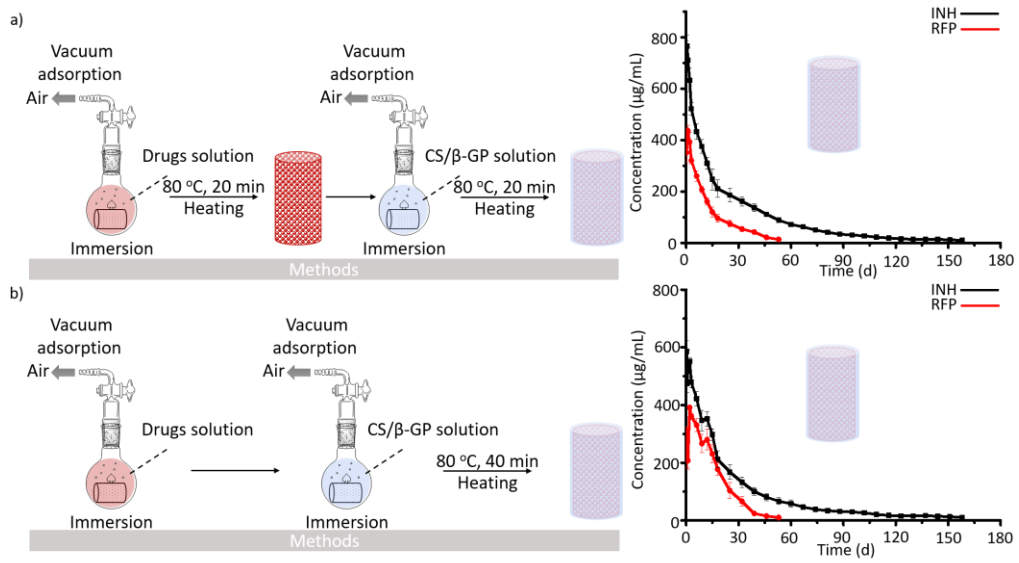 a)
Vacuum
adsorption
Air
Drugs solution
80 °C, 20 min
Heating
Immersion
Vacuum
adsorption
Air
CS/β-GP solution
80 °C, 20 min
Heating
Immersion
Methods
INH
RFP
Concentration (µg/mL)
800
600
400
200
0
0 30 60 90 120 150 180
Time (d)
b)
Vacuum
adsorption
Air
Drugs solution
Immersion
Vacuum
adsorption
Air
CS/β-GP solution
80 °C, 40 min
Heating
Immersion
Methods
INH
RFP
Concentration (µg/mL)
800
600
400
200
0
0 30 60 90 120 150 180
Time (d)